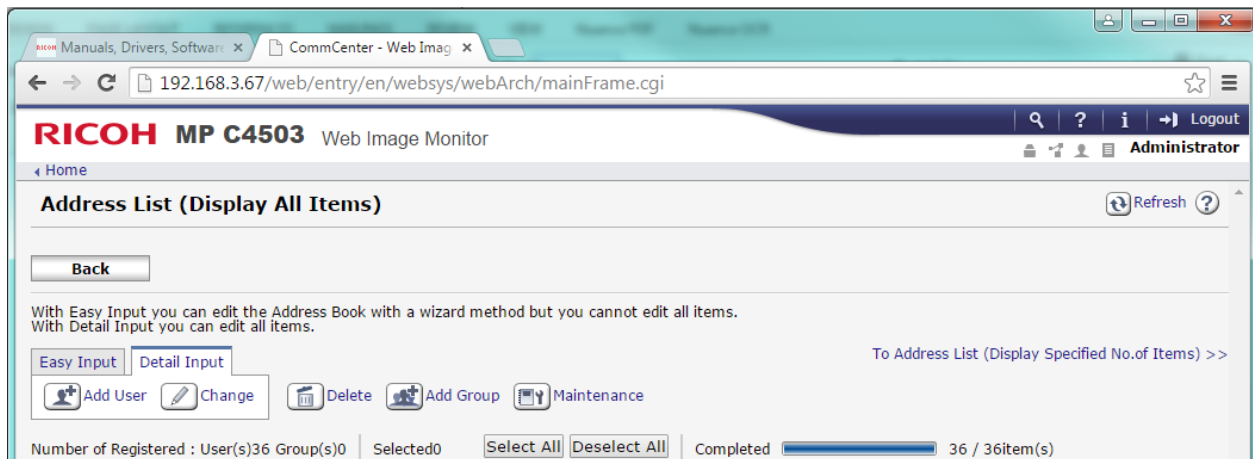 RICOH Manuals, Drivers, Software
CommCenter - Web Imag
192.168.3.67/web/entry/en/websys/webArch/mainFrame.cgi
RICOH MP C4503 Web Image Monitor
? i Logout
Administrator
Home
Address List (Display All Items)
Refresh ?
Back
With Easy Input you can edit the Address Book with a wizard method but you cannot edit all items.
With Detail Input you can edit all items.
Easy Input Detail Input To Address List (Display Specified No.of Items) >>
Add User Change Delete Add Group Maintenance
Number of Registered : User(s)36 Group(s)0 Selected0 Select All Deselect All Completed 36 / 36item(s)